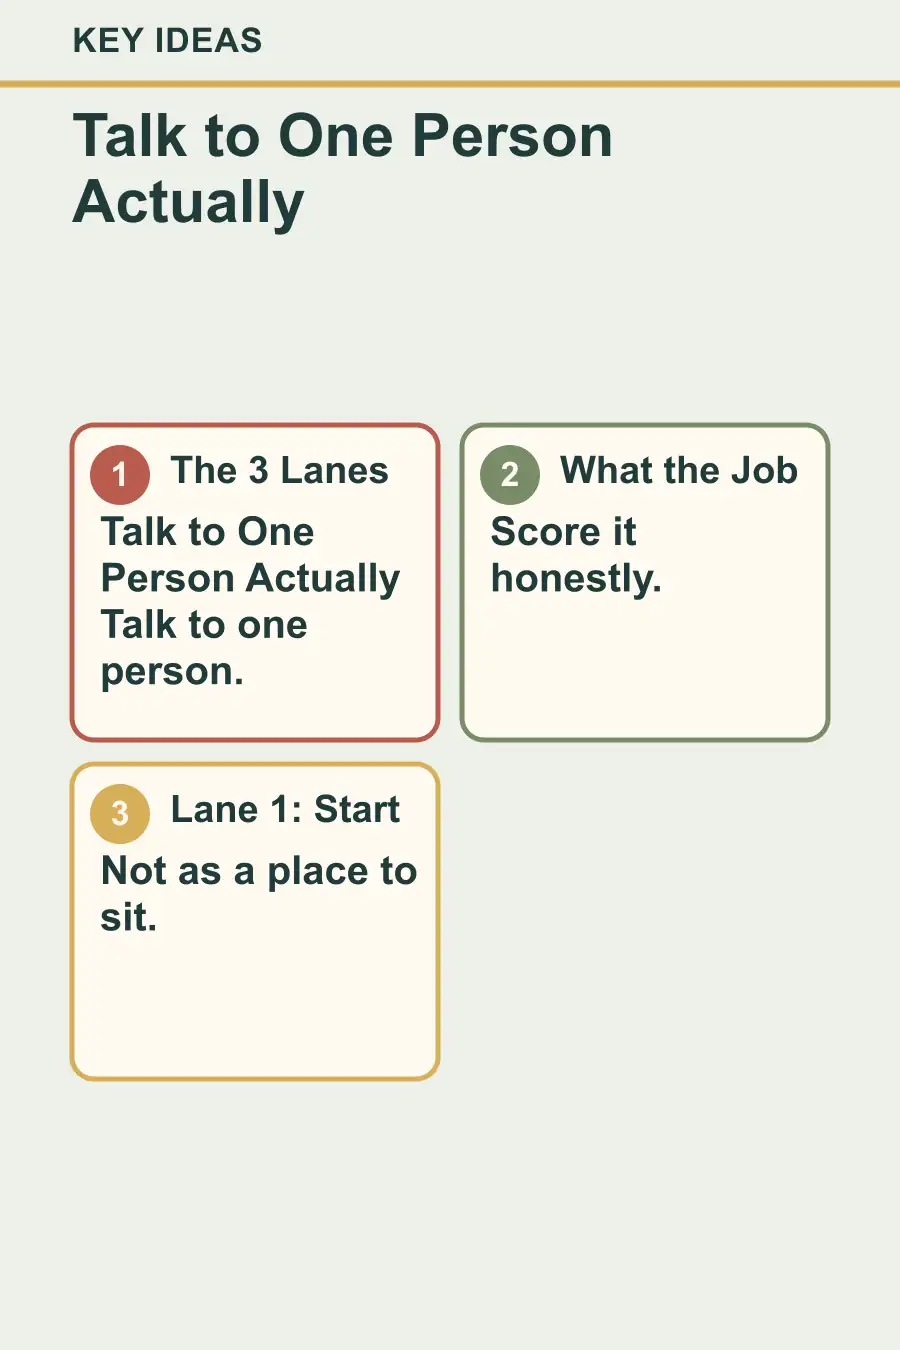 KEY IDEAS
Talk to One Person
Actually
1 The 3 Lanes
Talk to One
Person Actually
Talk to one
person.
2 What the Job
Score it
honestly.
3 Lane 1: Start
Not as a place to
sit.